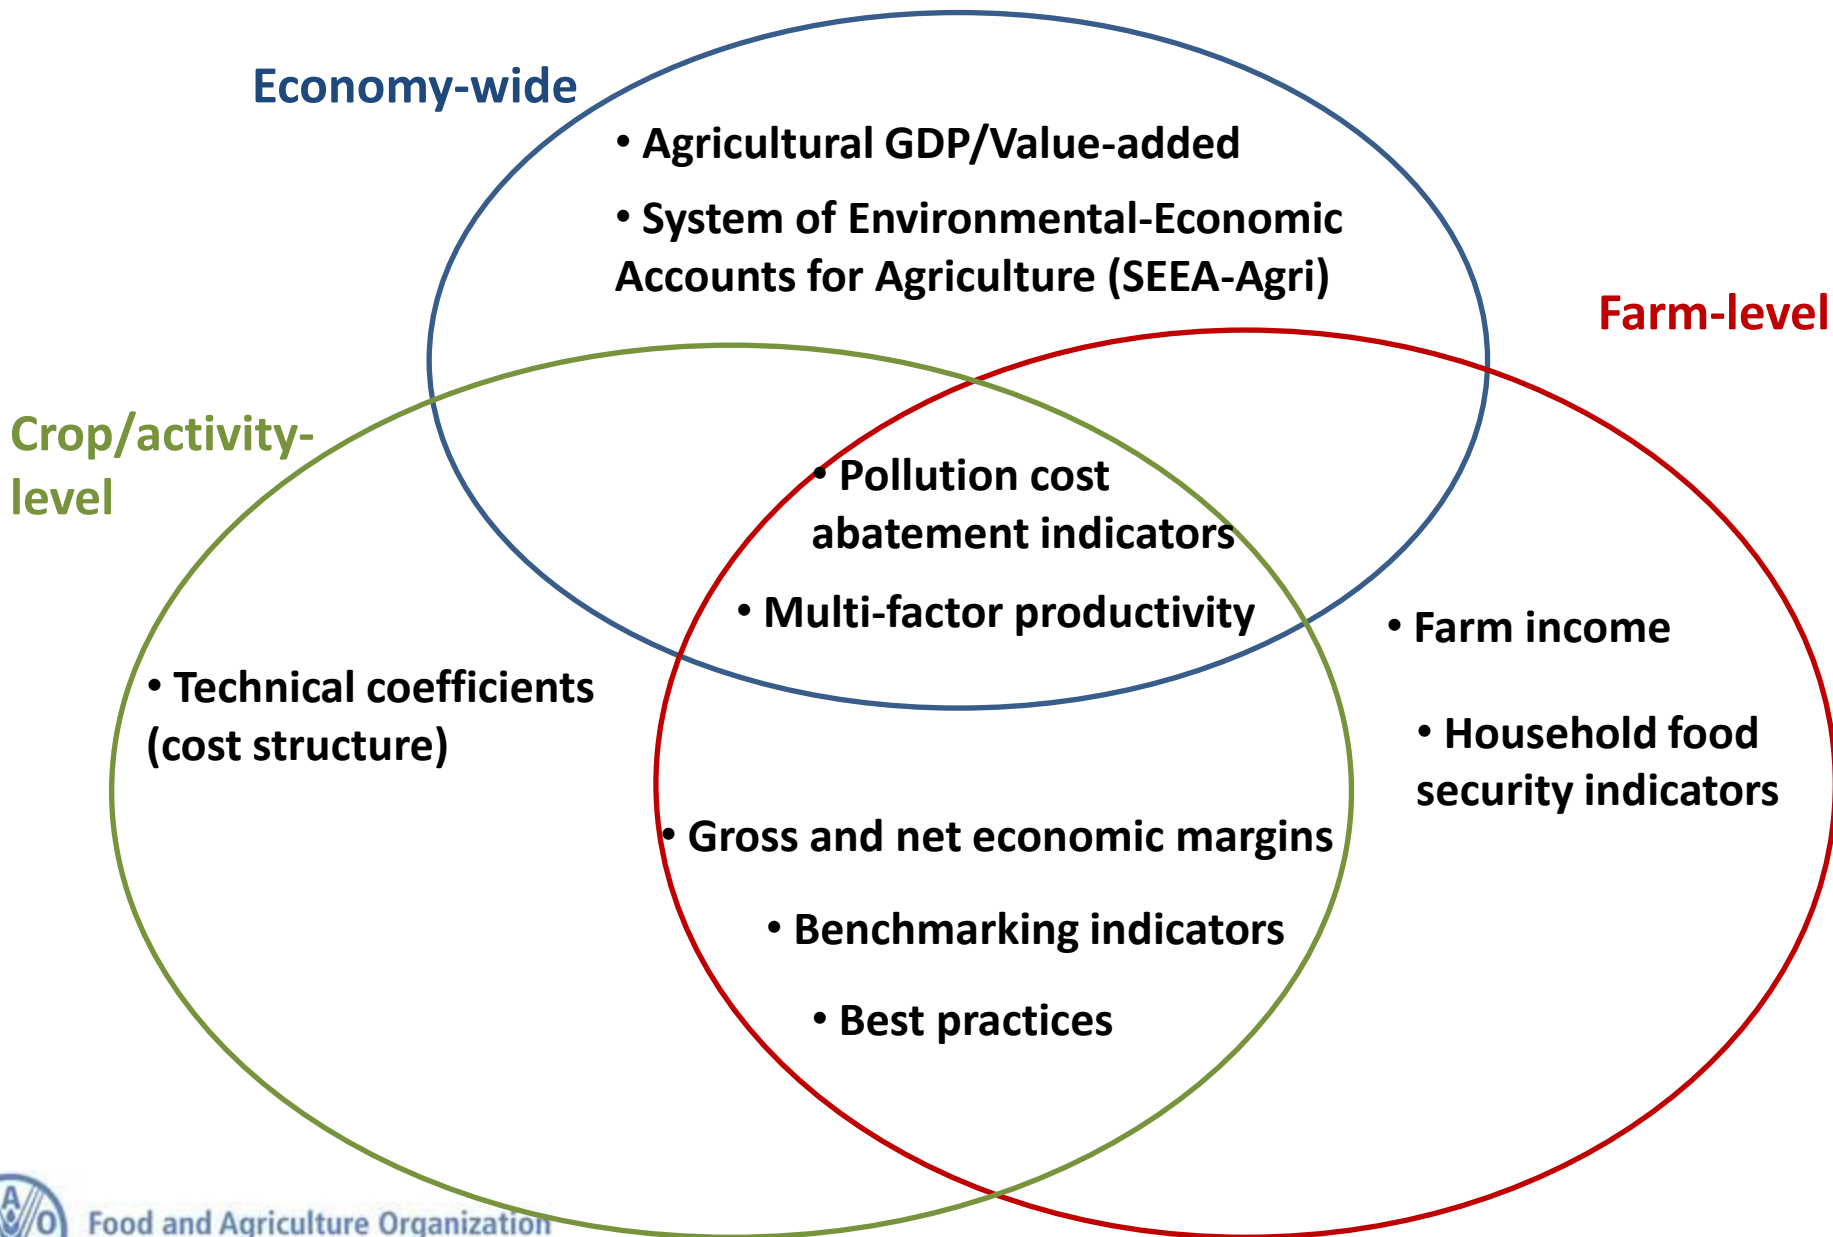 Economy-wide
• Agricultural GDP/Value-added
• System of Environmental-Economic
Accounts for Agriculture (SEEA-Agri)
Farm-level
Crop/activity-
level
• Pollution cost
abatement indicators
• Multi-factor productivity
• Farm income
• Technical coefficients
(cost structure)
• Household food
security indicators
• Gross and net economic margins
• Benchmarking indicators
• Best practices
A O
Food and Agriculture Organization